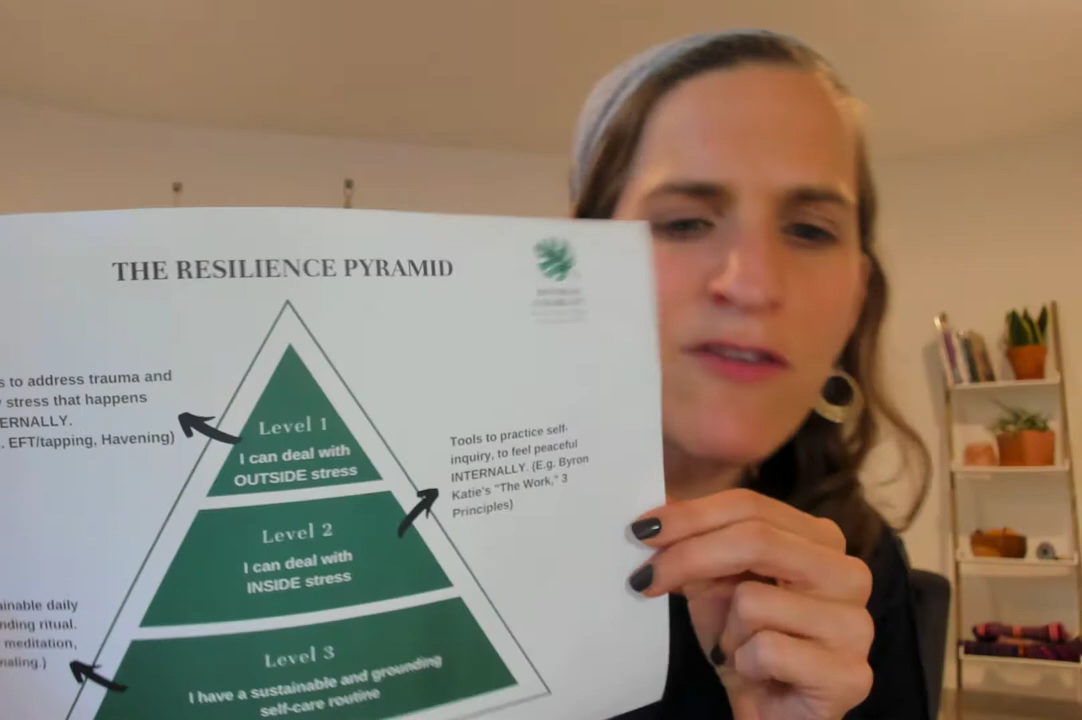 THE RESILIENCE PYRAMID
s to address trauma and
stress that happens
ERNALLY.
EFT/tapping, Havening)
Level 1
I can deal with
OUTSIDE stress
Tools to practice self-
inquiry, to feel peaceful
INTERNALLY. (E.g. Byron
Katie's "The Work," 3
Principles)
Level 2
I can deal with
INSIDE stress
ainable daily
nding ritual.
meditation,
naling.)
Level 3
I have a sustainable and grounding
self-care routine